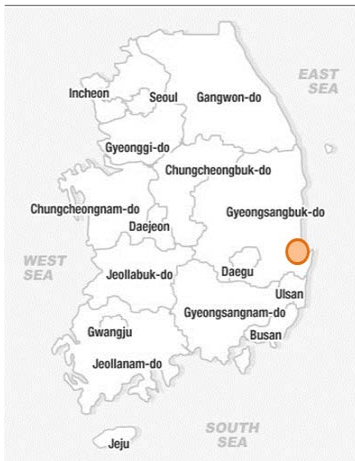 EAST
SEA
Incheon
Seoul
Gangwon-do
Gyeonggi-do
Chungcheongbuk-do
Chungcheongnam-do
Gyeongsangbuk-do
Daejeon
WEST
SEA
Jeollabuk-do
Daegu
Ulsan
Gyeongsangnam-do
Gwangju
Busan
Jeollanam-do
SOUTH
SEA
Jeju